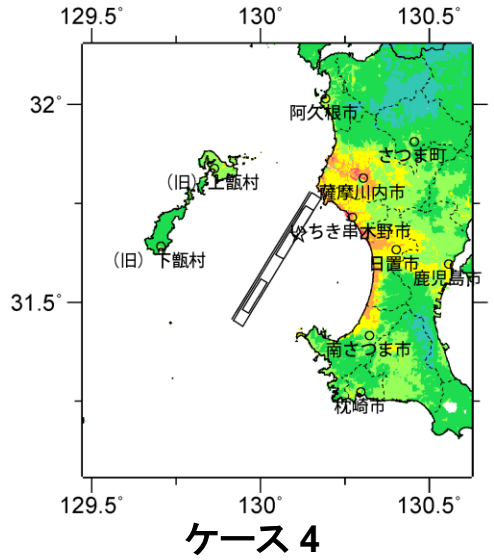 129.5˚
130˚
130.5˚
32˚
阿久根市
さつま町
(旧)上甑村
薩摩川内市
いちき串木野市
(旧)下甑村
日置市
鹿児島市
31.5˚
南さつま市
枕崎市
129.5˚
130˚
130.5˚
ケース 4